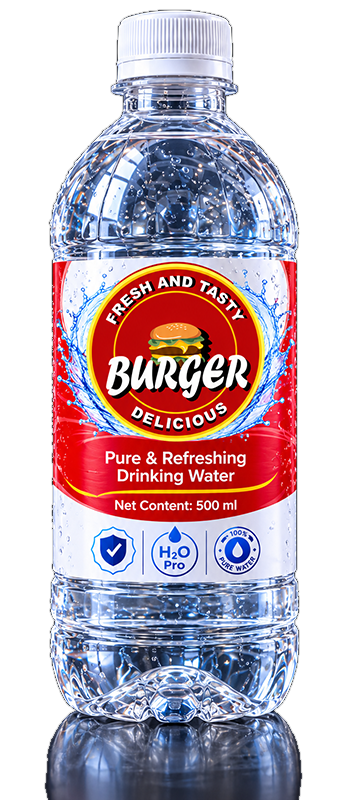 FRESH AND TASTY
BURGER
DELICIOUS
Pure & Refreshing
Drinking Water
Net Content: 500 ml
H₂O
Pro
100%
PURE WATER